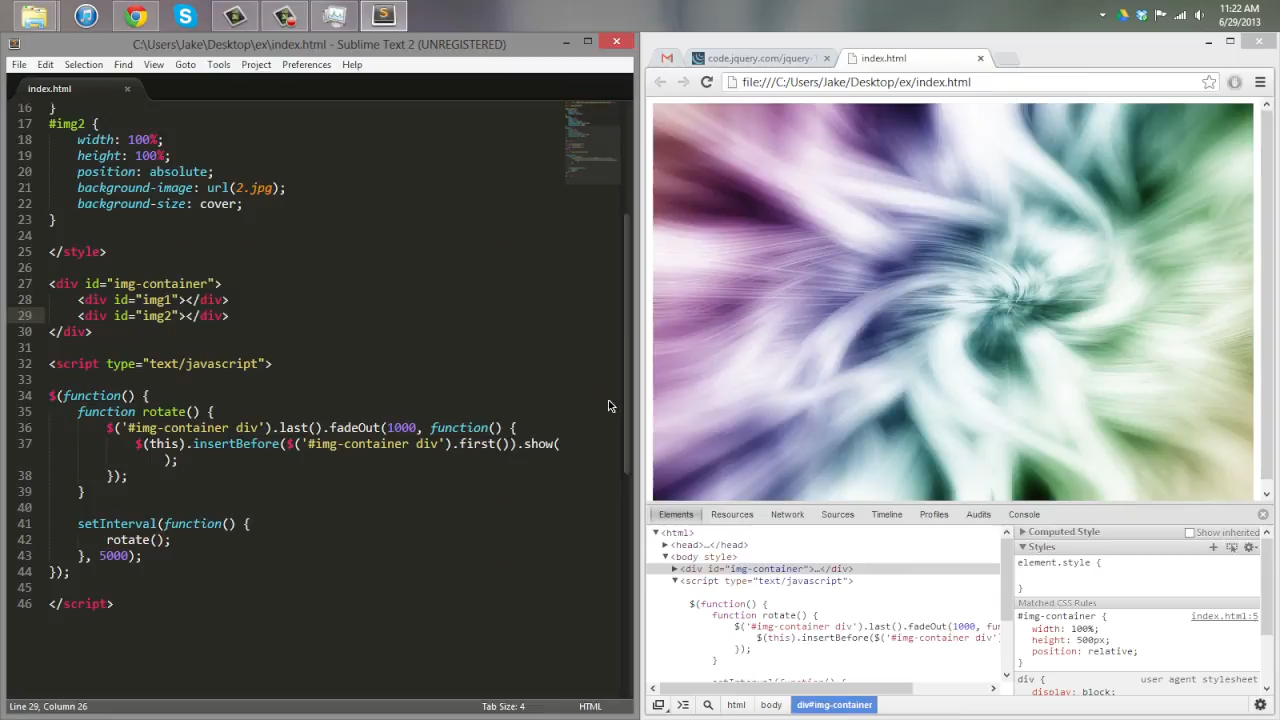 11:22 AM
6/29/2013
C:\Users\Jake\Desktop\ex\index.html - Sublime Text 2 (UNREGISTERED)
File Edit Selection Find View Goto Tools Project Preferences Help
index.html
16 }
17 #img2 {
18 width: 100%;
19 height: 100%;
20 position: absolute;
21 background-image: url(2.jpg);
22 background-size: cover;
23 }
24
25 </style>
26
27 <div id="img-container">
28 <div id="img1"></div>
29 <div id="img2"></div>
30 </div>
31
32 <script type="text/javascript">
33
34 $(function() {
35 function rotate() {
36 $('#img-container div').last().fadeOut(1000, function() {
37 $(this).insertBefore($('#img-container div').first()).show(
);
38 });
39 }
40
41 setInterval(function() {
42 rotate();
43 }, 5000);
44 });
45
46 </script>
Line 29, Column 26 Tab Size: 4 HTML
code.jquery.com/jquery- index.html
file:///C:/Users/Jake/Desktop/ex/index.html
Elements Resources Network Sources Timeline Profiles Audits Console
<html>
<head>…</head>
<body style>
<div id="img-container">…</div>
<script type="text/javascript">
$(function() {
function rotate() {
$('#img-container div').last().fadeOut(1000, fun
$(this).insertBefore($('#img-container div')
});
}
Computed Style Show inherited
Styles
element.style {
}
Matched CSS Rules
#img-container { index.html:5
width: 100%;
height: 500px;
position: relative;
}
div { user agent stylesheet
display: block;
html body div#img-container